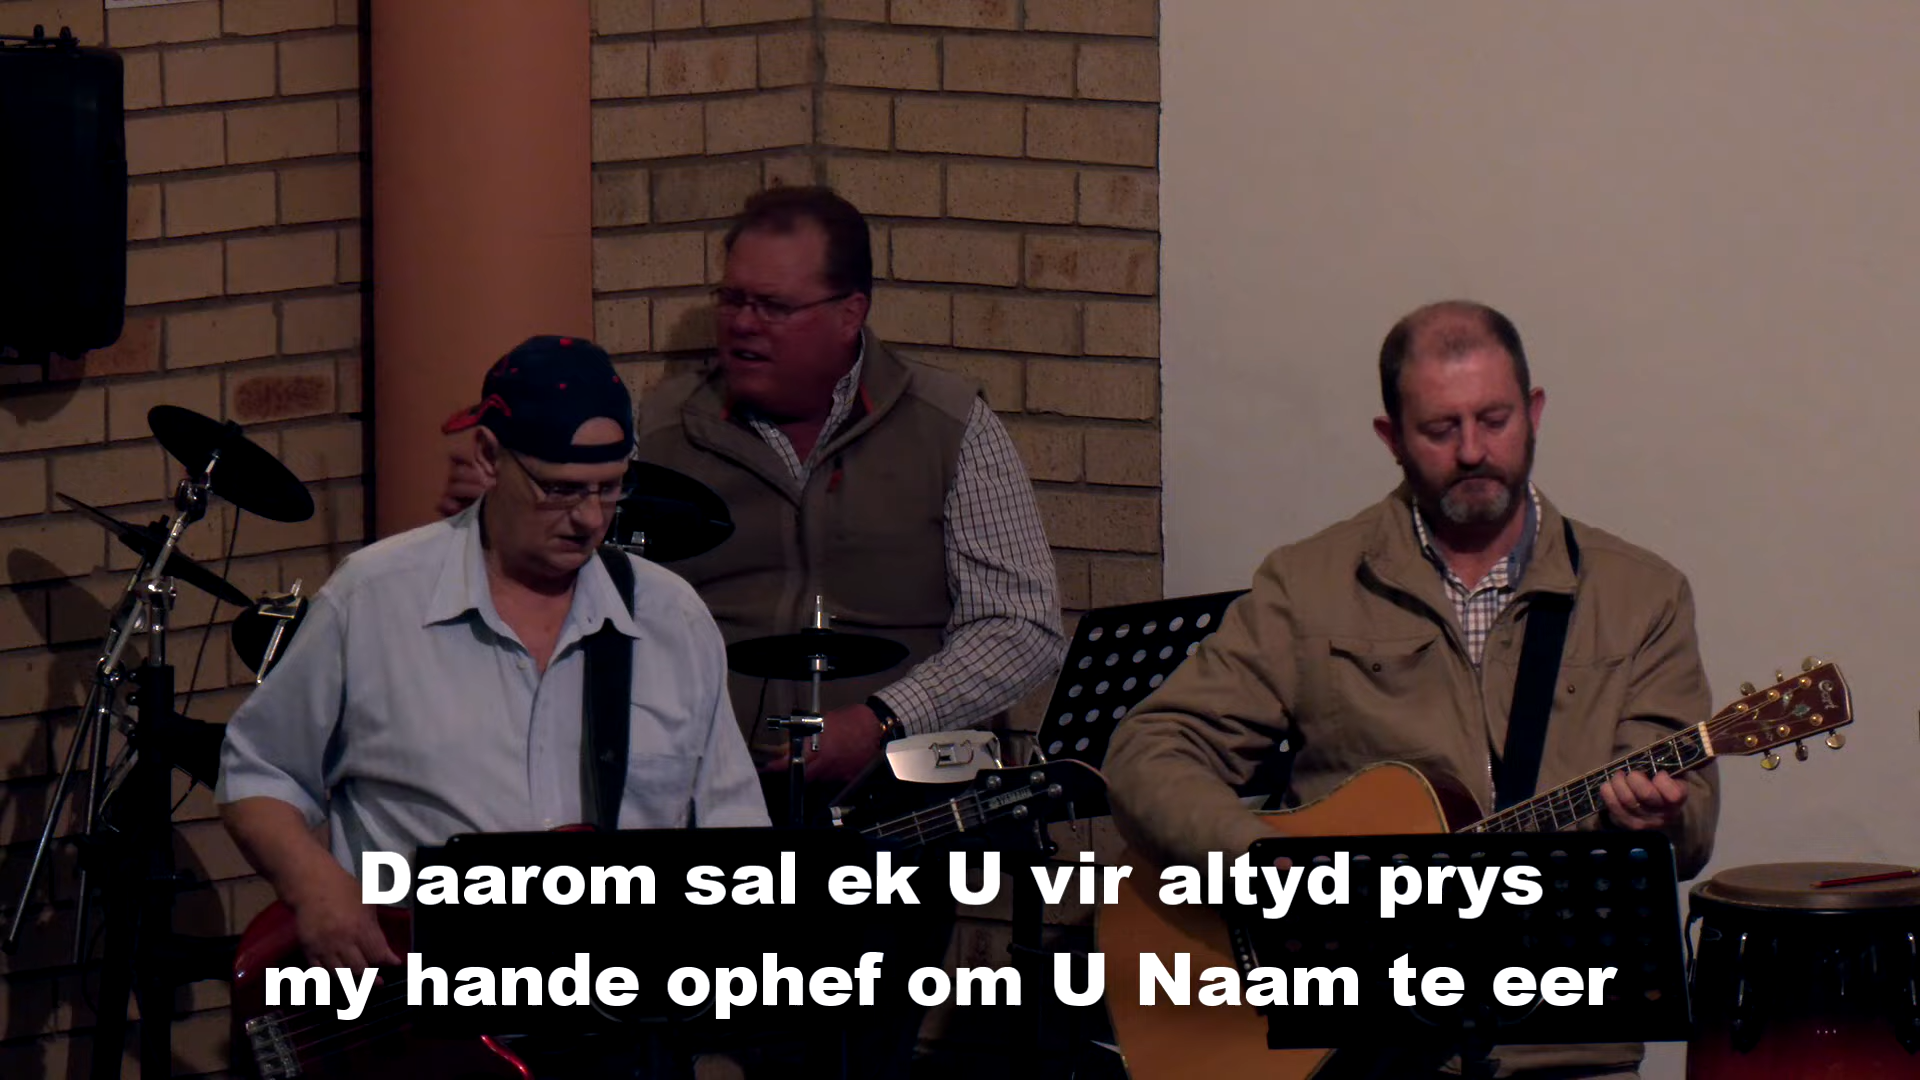 Daarom sal ek U vir altyd prys
my hande ophef om U Naam te eer